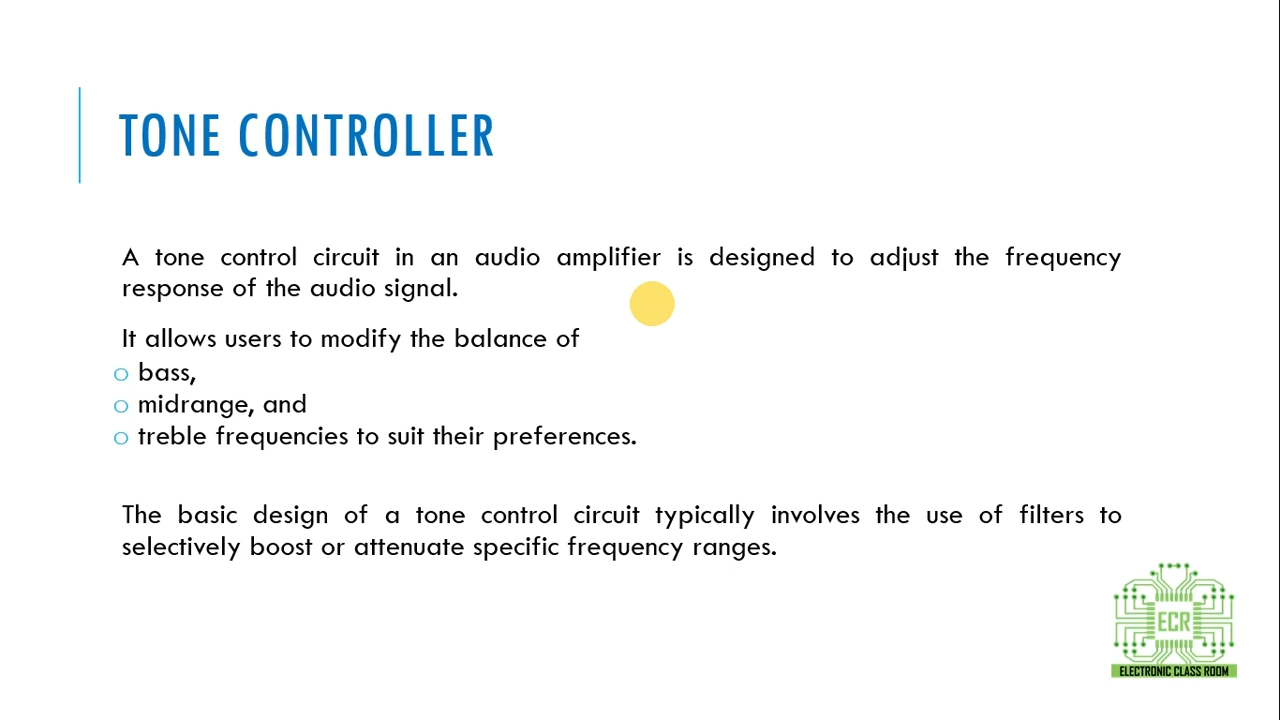 TONE CONTROLLER
A tone control circuit in an audio amplifier is designed to adjust the frequency
response of the audio signal.
It allows users to modify the balance of
o bass,
o midrange, and
o treble frequencies to suit their preferences.
The basic design of a tone control circuit typically involves the use of filters to
selectively boost or attenuate specific frequency ranges.
ECR
ELECTRONIC CLASS ROOM